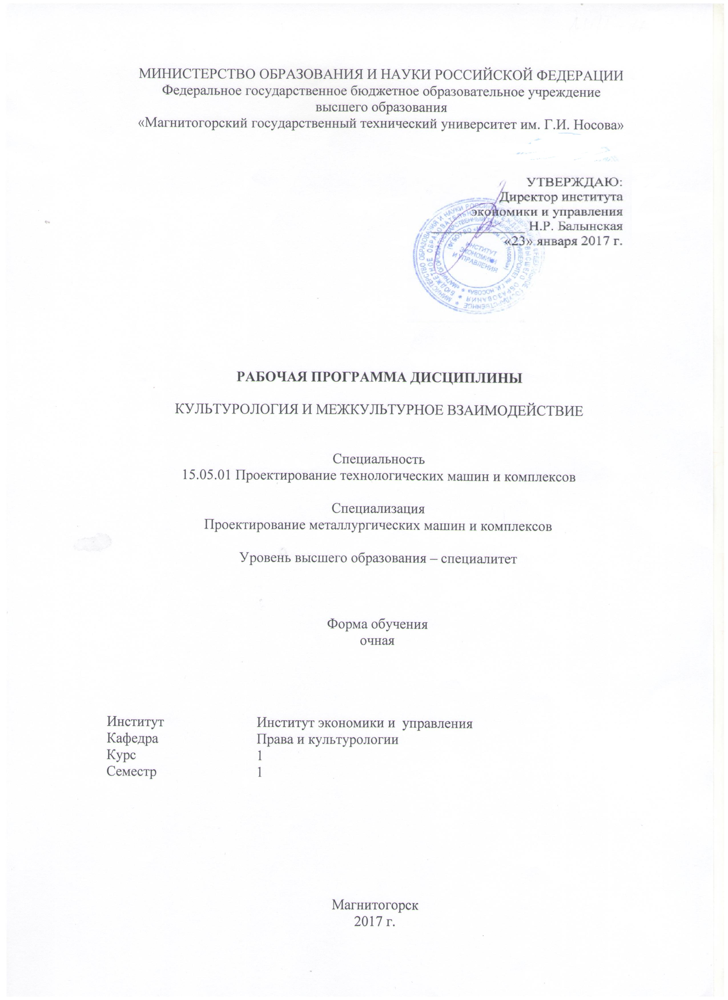 МИНИСТЕРСТВО ОБРАЗОВАНИЯ И НАУКИ РОССИЙСКОЙ ФЕДЕРАЦИИ
Федеральное государственное бюджетное образовательное учреждение
высшего образования
«Магнитогорский государственный технический университет им. Г.И. Носова»
УТВЕРЖДАЮ:
Директор института
экономики и управления
Н.Р. Балынская
«23» января 2017 г.
ИНСТИТУТ
ЭКОНОМИКИ
И УПРАВЛЕНИЯ
РАБОЧАЯ ПРОГРАММА ДИСЦИПЛИНЫ
КУЛЬТУРОЛОГИЯ И МЕЖКУЛЬТУРНОЕ ВЗАИМОДЕЙСТВИЕ
Специальность
15.05.01 Проектирование технологических машин и комплексов
Специализация
Проектирование металлургических машин и комплексов
Уровень высшего образования – специалитет
Форма обучения
очная
Институт Институт экономики и управления
Кафедра Права и культурологии
Курс 1
Семестр 1
Магнитогорск
2017 г.